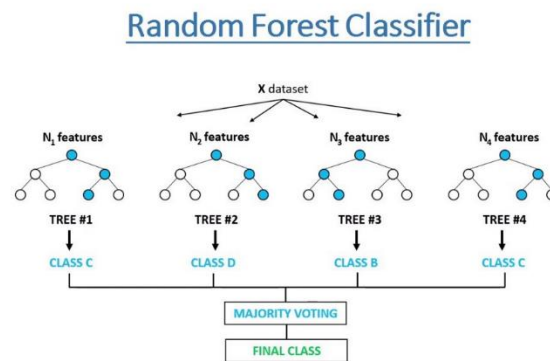 Random Forest Classifier
X dataset
N₁ features N₂ features N₃ features N₄ features
TREE #1 TREE #2 TREE #3 TREE #4
CLASS C CLASS D CLASS B CLASS C
MAJORITY VOTING
FINAL CLASS